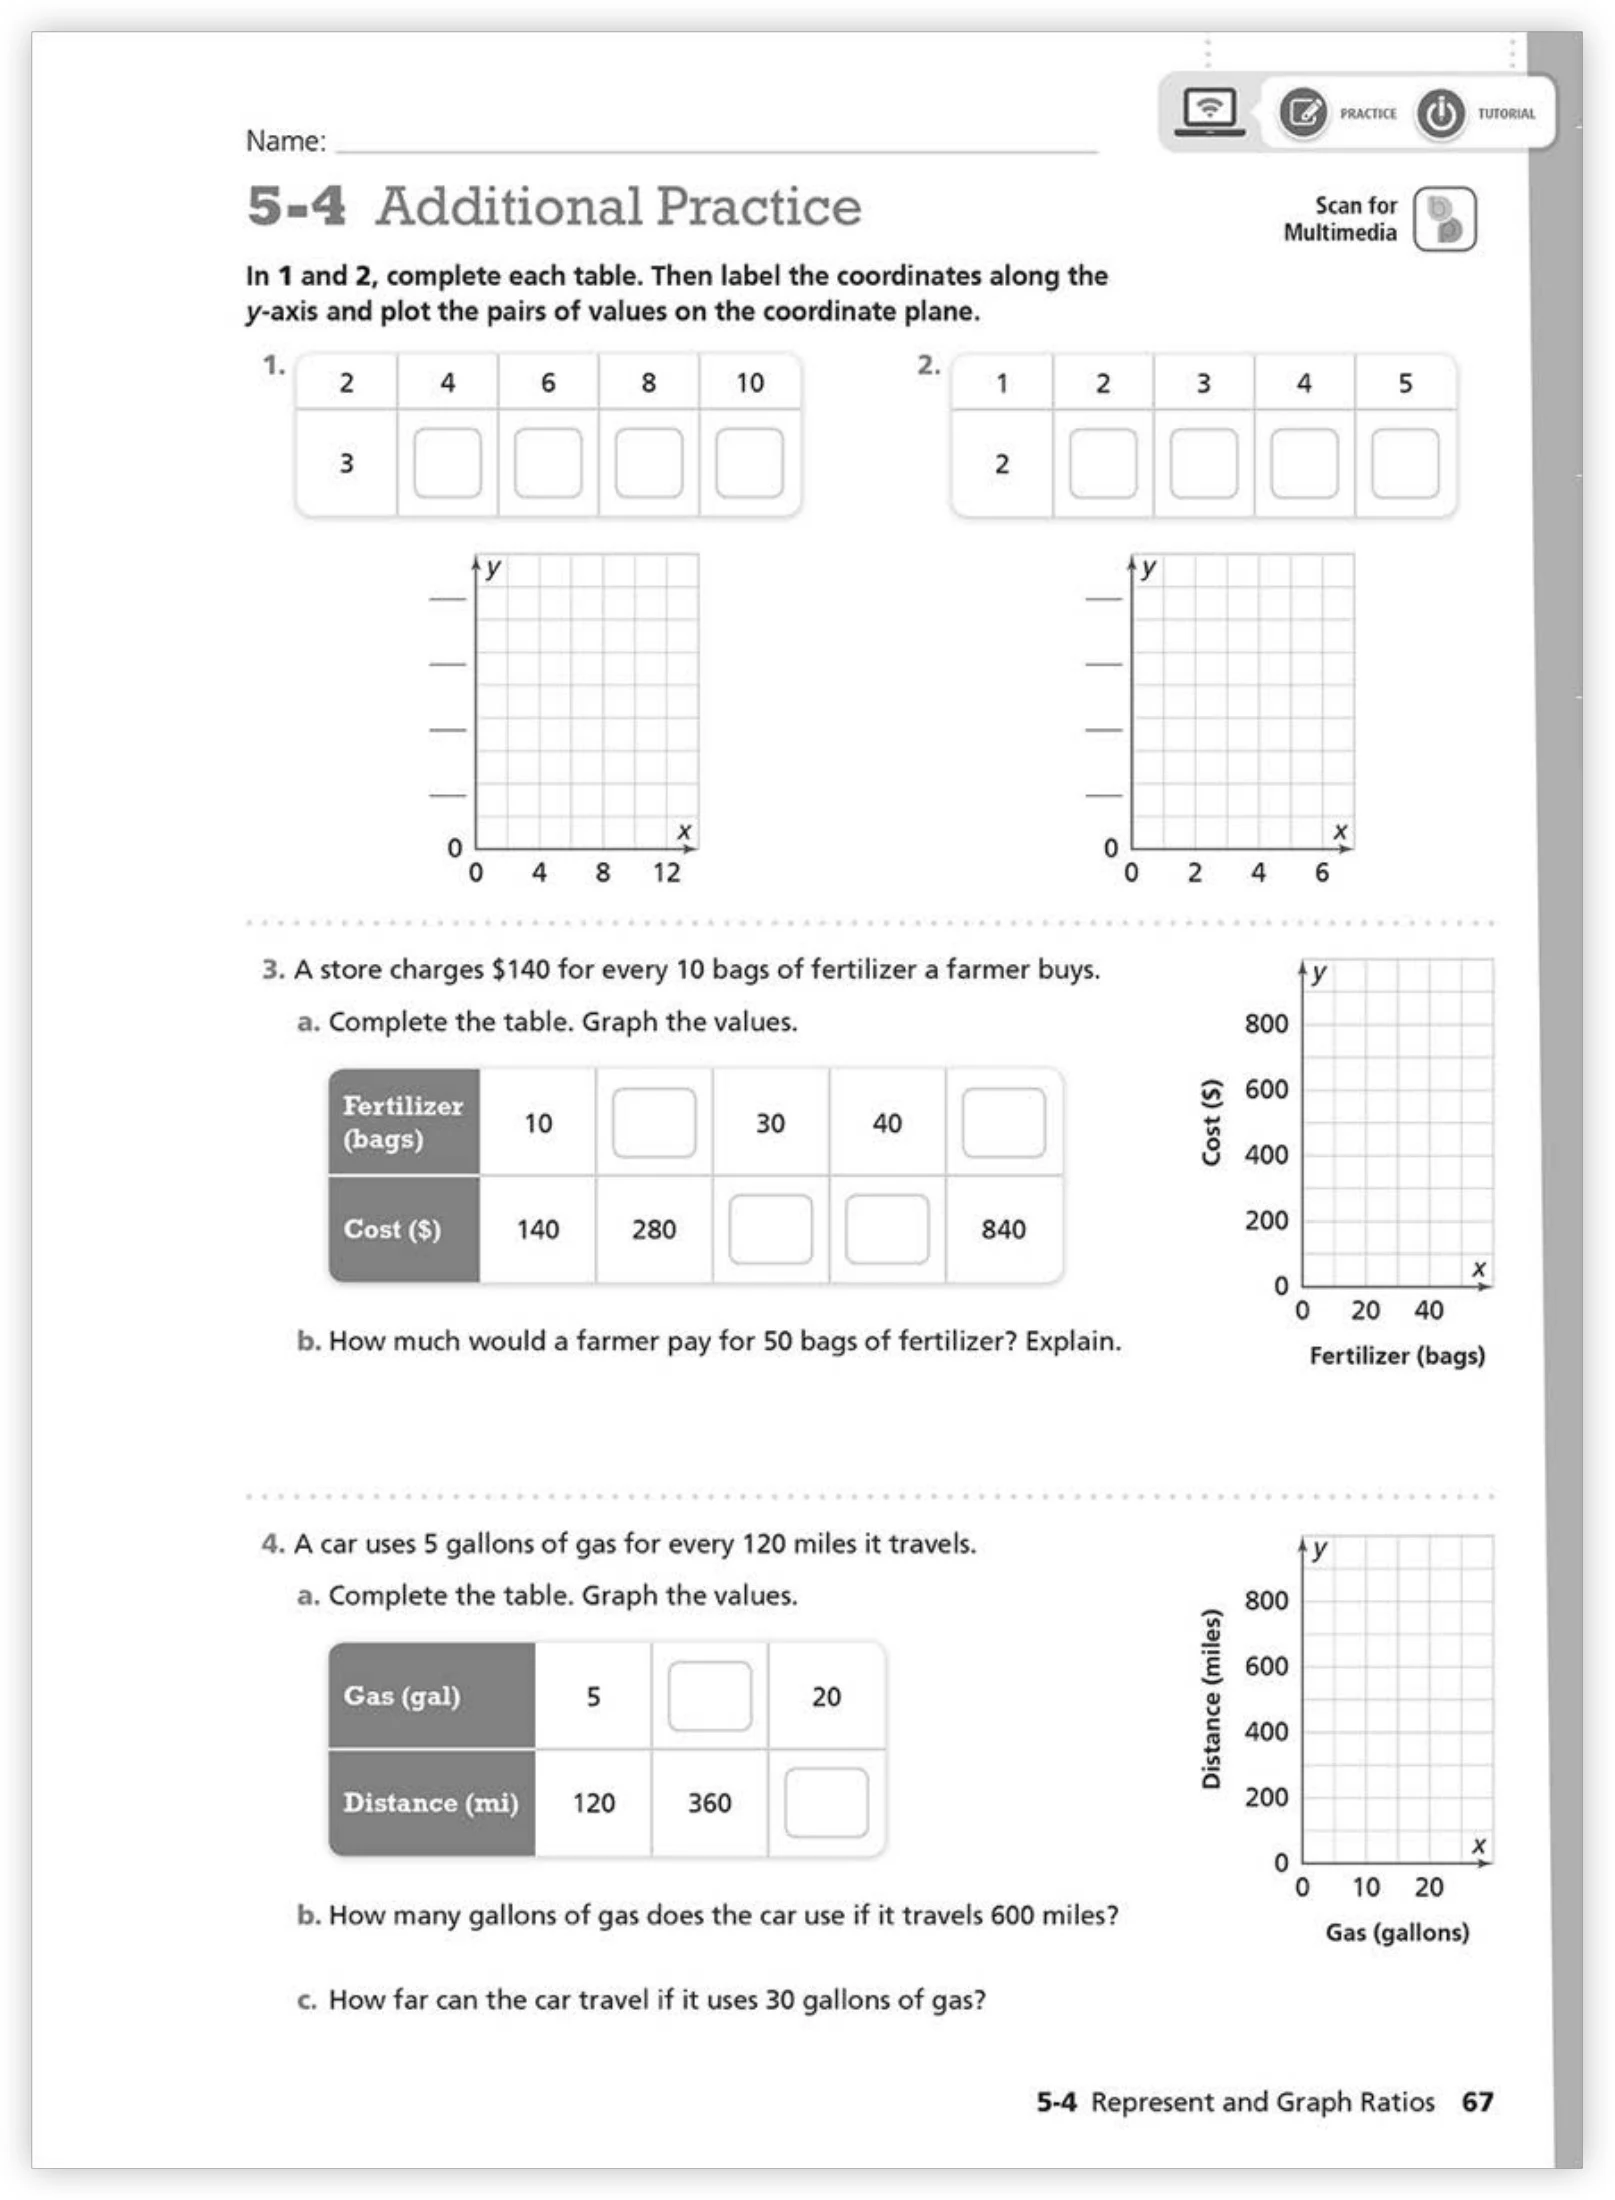 PRACTICE
TUTORIAL
Name:
5-4 Additional Practice
Scan for
Multimedia
In 1 and 2, complete each table. Then label the coordinates along the
y-axis and plot the pairs of values on the coordinate plane.
1.
2 4 6 8 10
3
2.
1 2 3 4 5
2
y
x
0
0 4 8 12
y
x
0
0 2 4 6
3. A store charges $140 for every 10 bags of fertilizer a farmer buys.
a. Complete the table. Graph the values.
Fertilizer
(bags)
10 30 40
Cost ($) 140 280 840
y
800
600
400
200
0
x
0 20 40
Cost ($)
Fertilizer (bags)
b. How much would a farmer pay for 50 bags of fertilizer? Explain.
4. A car uses 5 gallons of gas for every 120 miles it travels.
a. Complete the table. Graph the values.
Gas (gal) 5 20
Distance (mi) 120 360
y
800
600
400
200
0
x
0 10 20
Distance (miles)
Gas (gallons)
b. How many gallons of gas does the car use if it travels 600 miles?
c. How far can the car travel if it uses 30 gallons of gas?
5-4 Represent and Graph Ratios 67